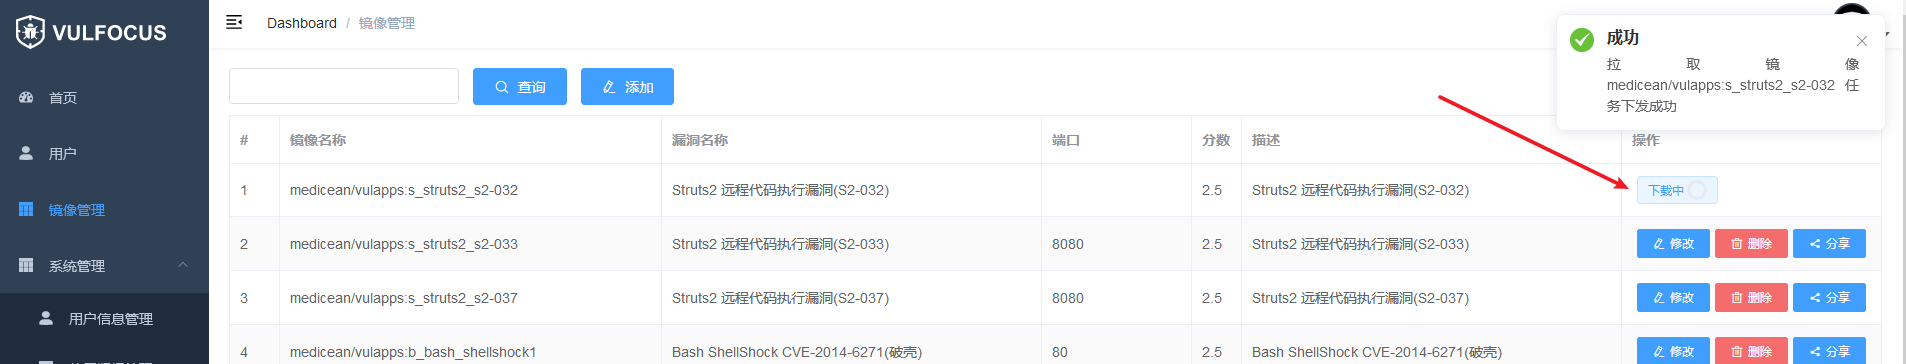 VULFOCUS
Dashboard / 镜像管理
成功
拉取镜像
medicean/vulapps:s_struts2_s2-032 任
务下发成功
首页
用户
镜像管理
系统管理
用户信息管理
查询
添加
# 镜像名称 漏洞名称 端口 分数 描述 操作
1 medicean/vulapps:s_struts2_s2-032 Struts2 远程代码执行漏洞(S2-032) 2.5 Struts2 远程代码执行漏洞(S2-032) 下载中
2 medicean/vulapps:s_struts2_s2-033 Struts2 远程代码执行漏洞(S2-033) 8080 2.5 Struts2 远程代码执行漏洞(S2-033) 修改 删除 分享
3 medicean/vulapps:s_struts2_s2-037 Struts2 远程代码执行漏洞(S2-037) 8080 2.5 Struts2 远程代码执行漏洞(S2-037) 修改 删除 分享
4 medicean/vulapps:b_bash_shellshock1 Bash ShellShock CVE-2014-6271(破壳) 80 2.5 Bash ShellShock CVE-2014-6271(破壳) 修改 删除 分享